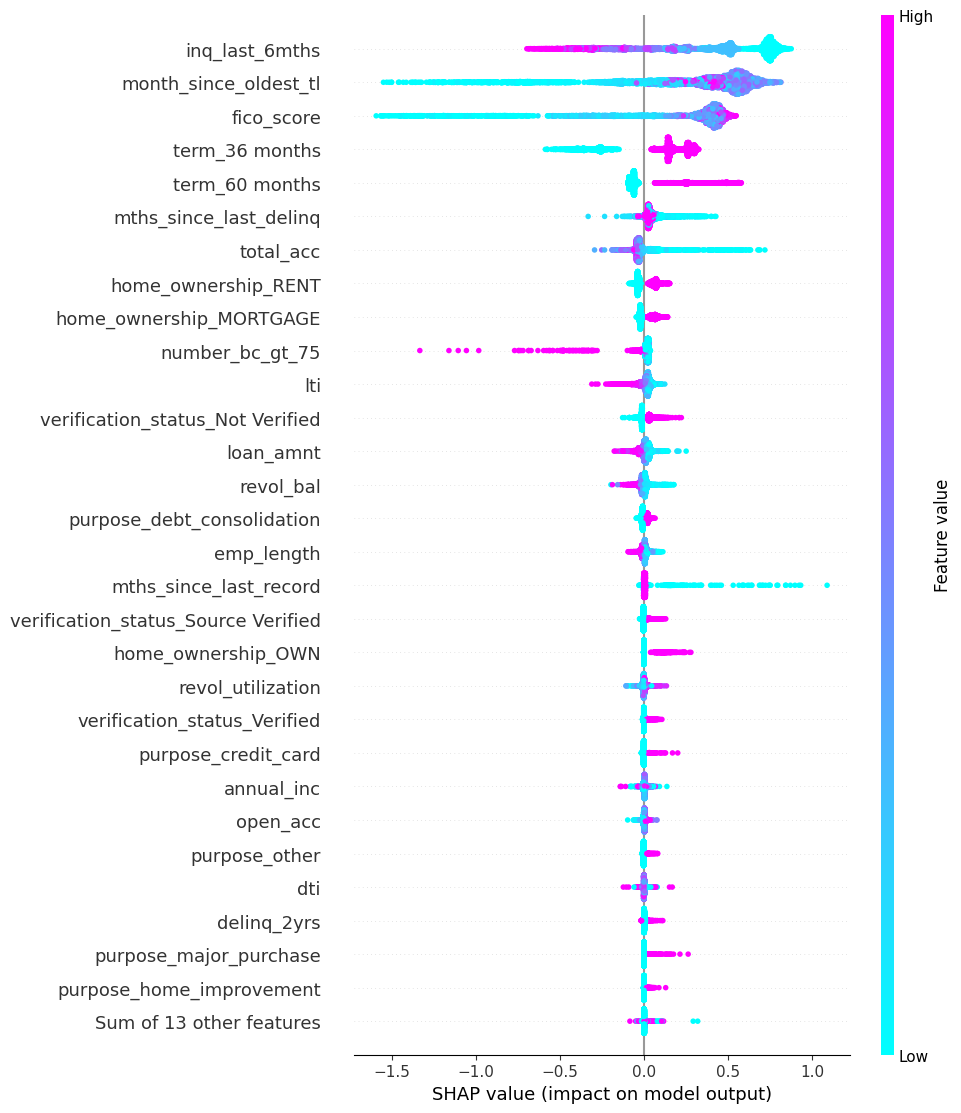 High
inq_last_6mths
month_since_oldest_tl
fico_score
term_36 months
term_60 months
mths_since_last_delinq
total_acc
home_ownership_RENT
home_ownership_MORTGAGE
number_bc_gt_75
lti
verification_status_Not Verified
loan_amnt
revol_bal
purpose_debt_consolidation
emp_length
mths_since_last_record
verification_status_Source Verified
home_ownership_OWN
revol_utilization
verification_status_Verified
purpose_credit_card
annual_inc
open_acc
purpose_other
dti
delinq_2yrs
purpose_major_purchase
purpose_home_improvement
Sum of 13 other features
Feature value
Low
−1.5 −1.0 −0.5 0.0 0.5 1.0
SHAP value (impact on model output)